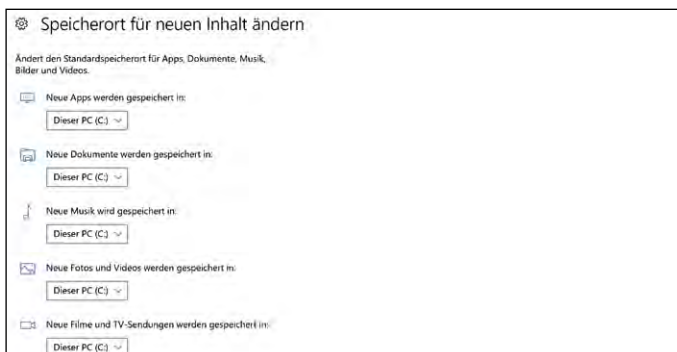 Speicherort für neuen Inhalt ändern
Ändert den Standardspeicherort für Apps, Dokumente, Musik,
Bilder und Videos.
Neue Apps werden gespeichert in:
Dieser PC (C:)
Neue Dokumente werden gespeichert in:
Dieser PC (C:)
Neue Musik wird gespeichert in:
Dieser PC (C:)
Neue Fotos und Videos werden gespeichert in:
Dieser PC (C:)
Neue Filme und TV-Sendungen werden gespeichert in:
Dieser PC (C:)